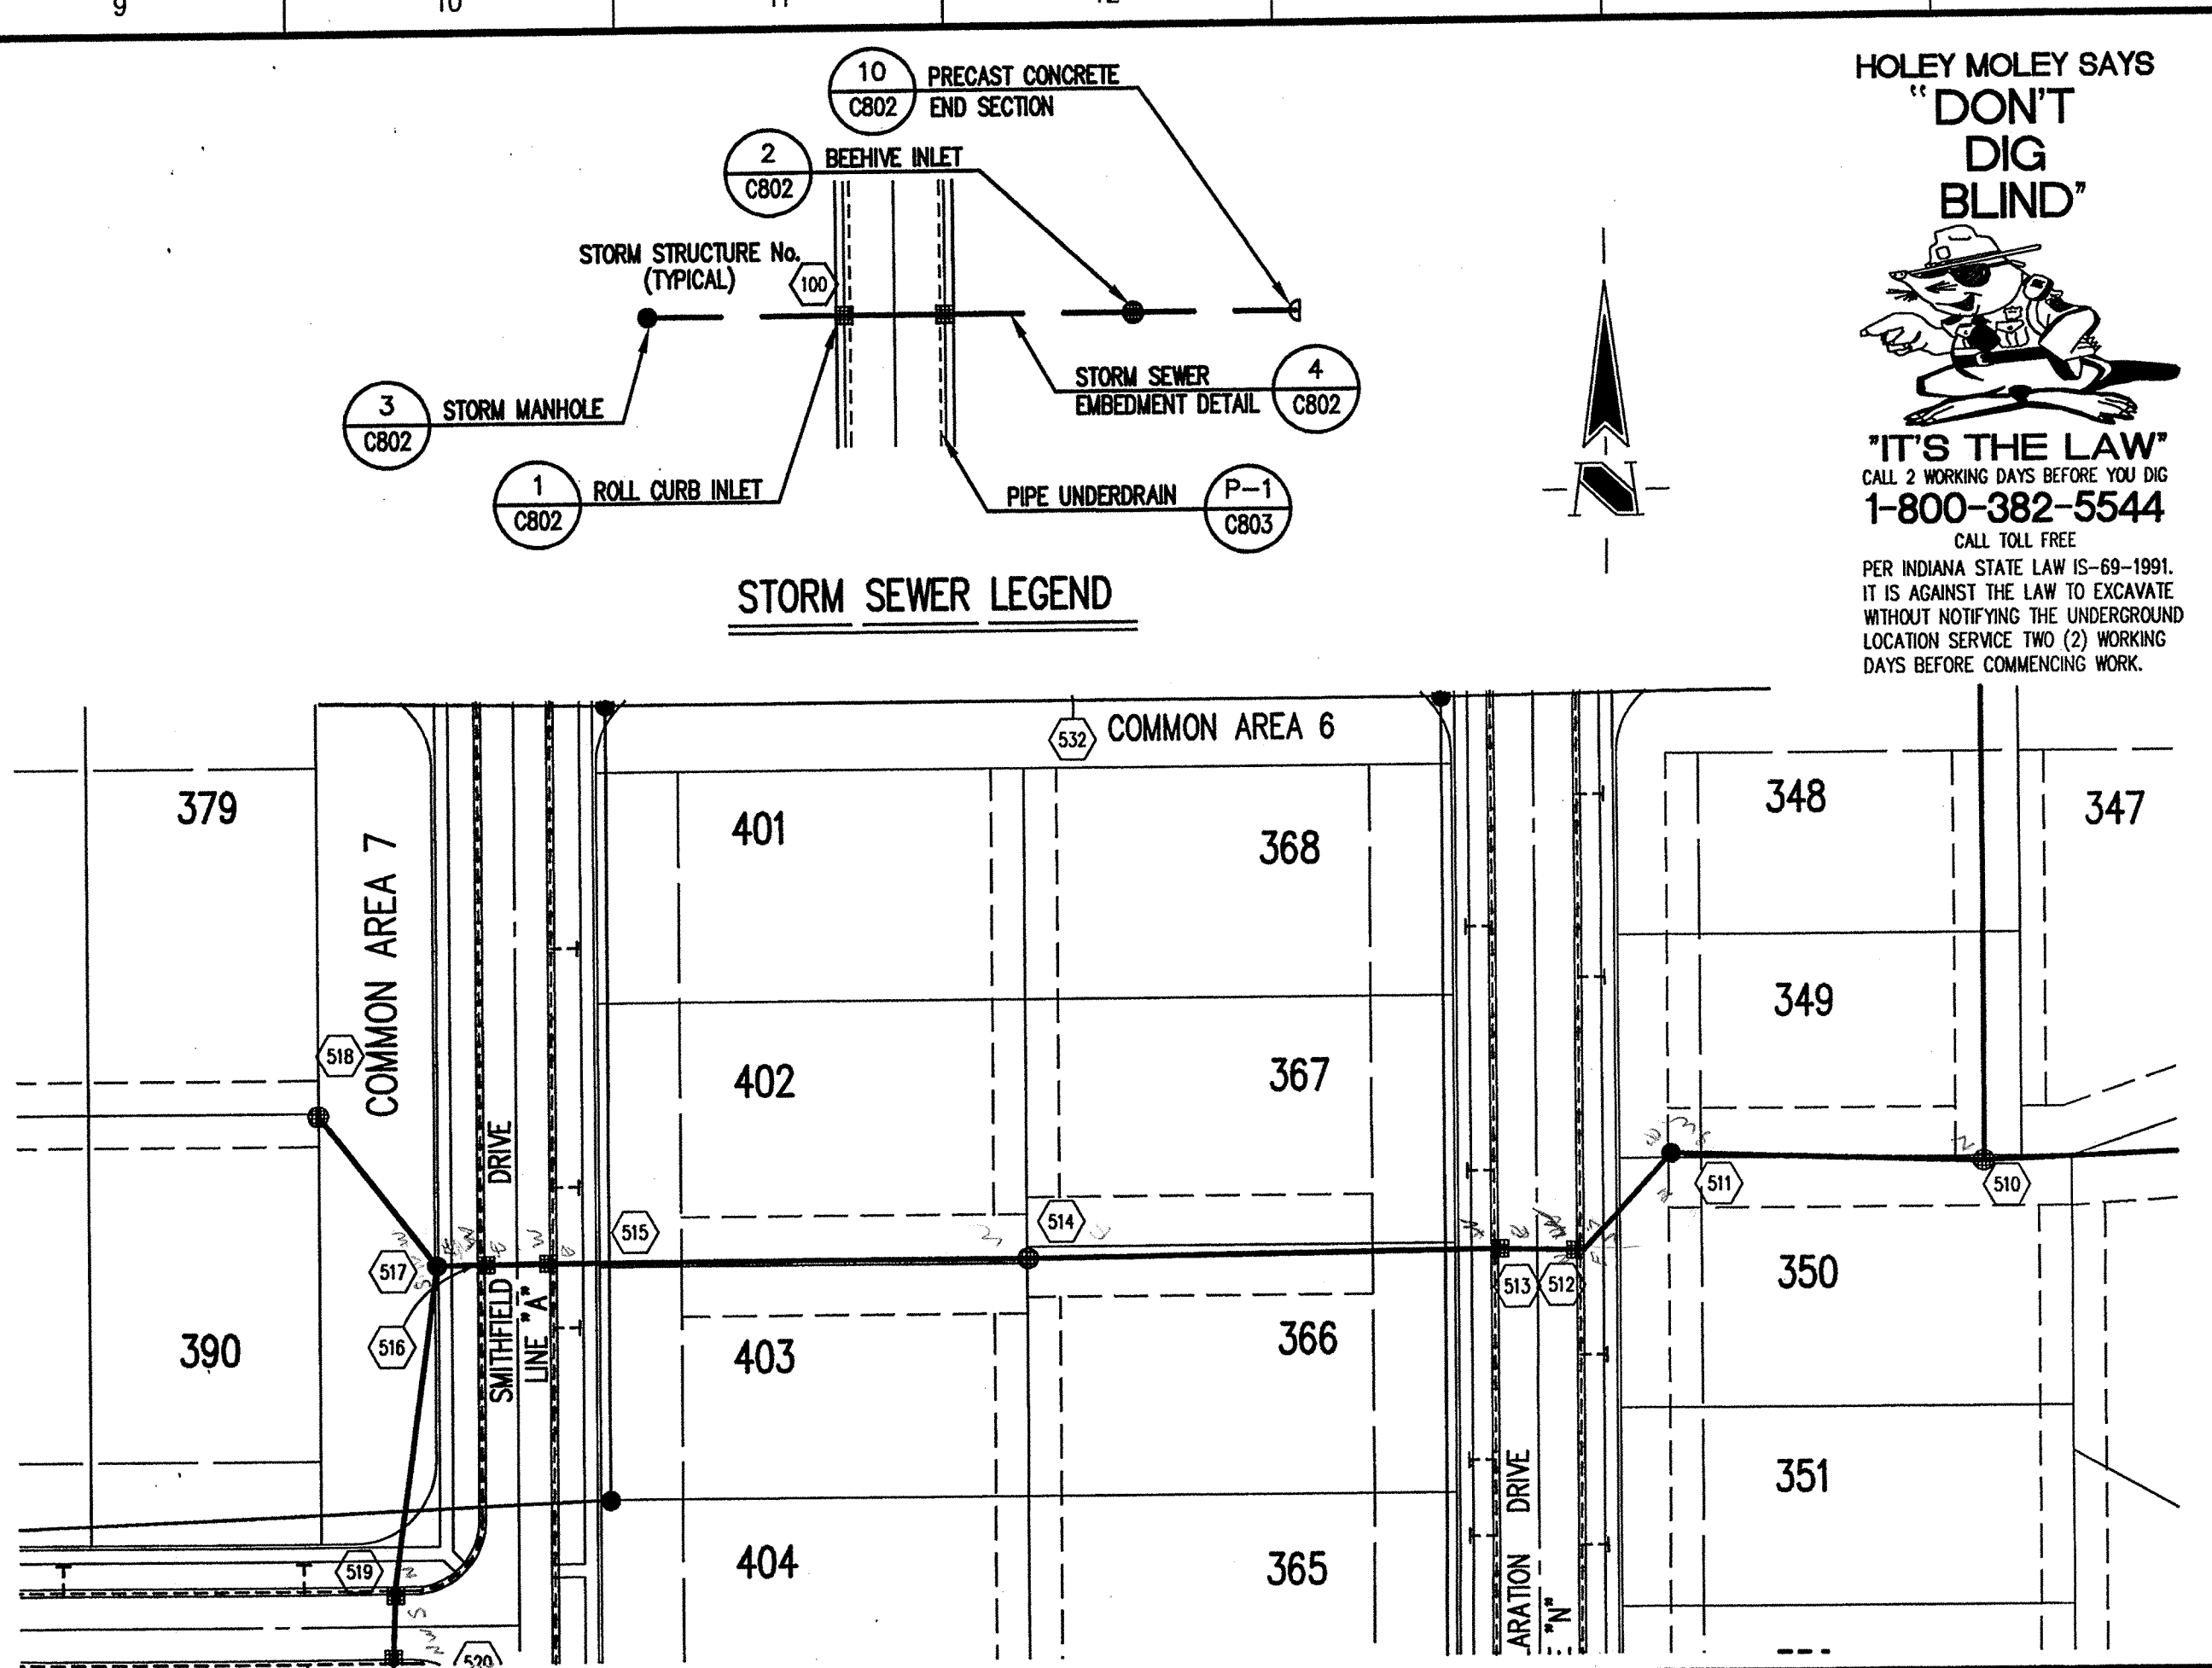 9
10
11
12
10
C802
PRECAST CONCRETE
END SECTION
2
C802
BEEHIVE INLET
STORM STRUCTURE No.
(TYPICAL)
100
3
C802
STORM MANHOLE
STORM SEWER
EMBEDMENT DETAIL
4
C802
1
C802
ROLL CURB INLET
PIPE UNDERDRAIN
P-1
C803
STORM SEWER LEGEND
N
HOLEY MOLEY SAYS
"DON'T
DIG
BLIND"
"IT'S THE LAW"
CALL 2 WORKING DAYS BEFORE YOU DIG
1-800-382-5544
CALL TOLL FREE
PER INDIANA STATE LAW IS-69-1991.
IT IS AGAINST THE LAW TO EXCAVATE
WITHOUT NOTIFYING THE UNDERGROUND
LOCATION SERVICE TWO (2) WORKING
DAYS BEFORE COMMENCING WORK.
532
COMMON AREA 6
379
COMMON AREA 7
401
368
348
347
518
402
367
349
SMITHFIELD DRIVE
LINE "A"
515
514
511
510
517
516
513
512
390
403
366
350
351
519
404
365
ARATION DRIVE
"N"
520